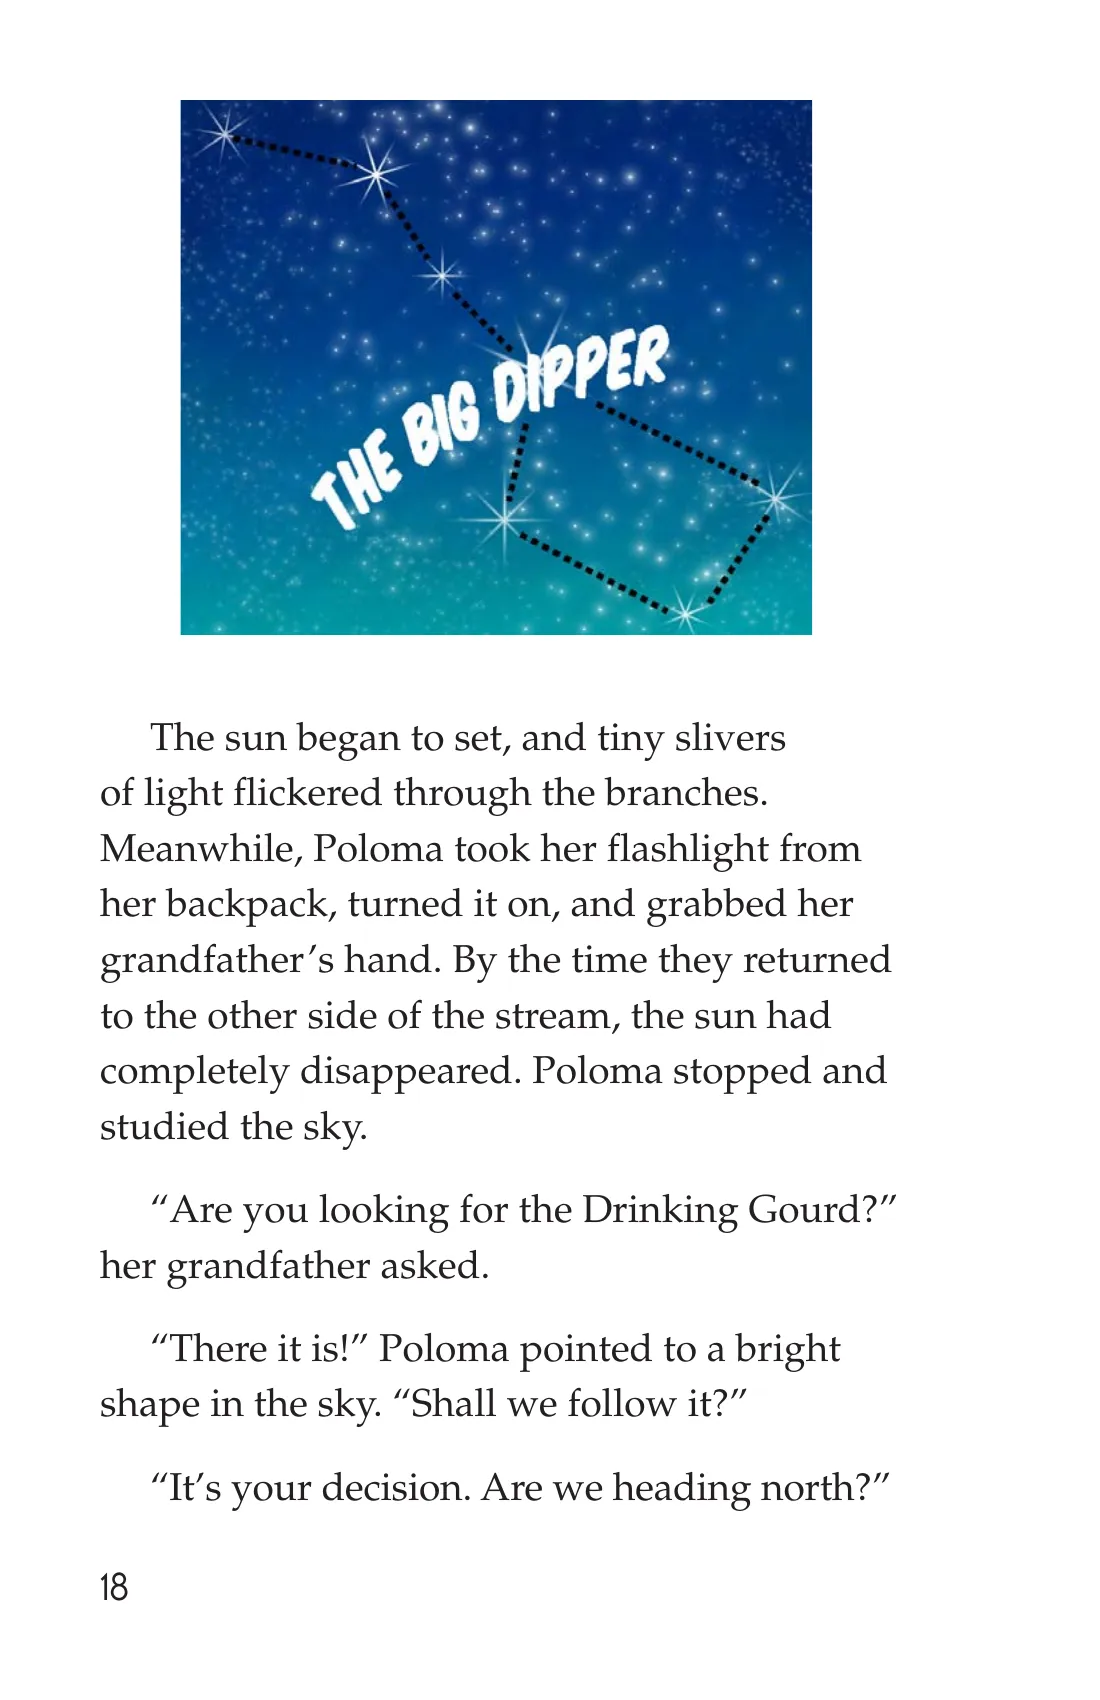 THE BIG DIPPER
The sun began to set, and tiny slivers
of light flickered through the branches.
Meanwhile, Poloma took her flashlight from
her backpack, turned it on, and grabbed her
grandfather’s hand. By the time they returned
to the other side of the stream, the sun had
completely disappeared. Poloma stopped and
studied the sky.
“Are you looking for the Drinking Gourd?”
her grandfather asked.
“There it is!” Poloma pointed to a bright
shape in the sky. “Shall we follow it?”
“It’s your decision. Are we heading north?”
18